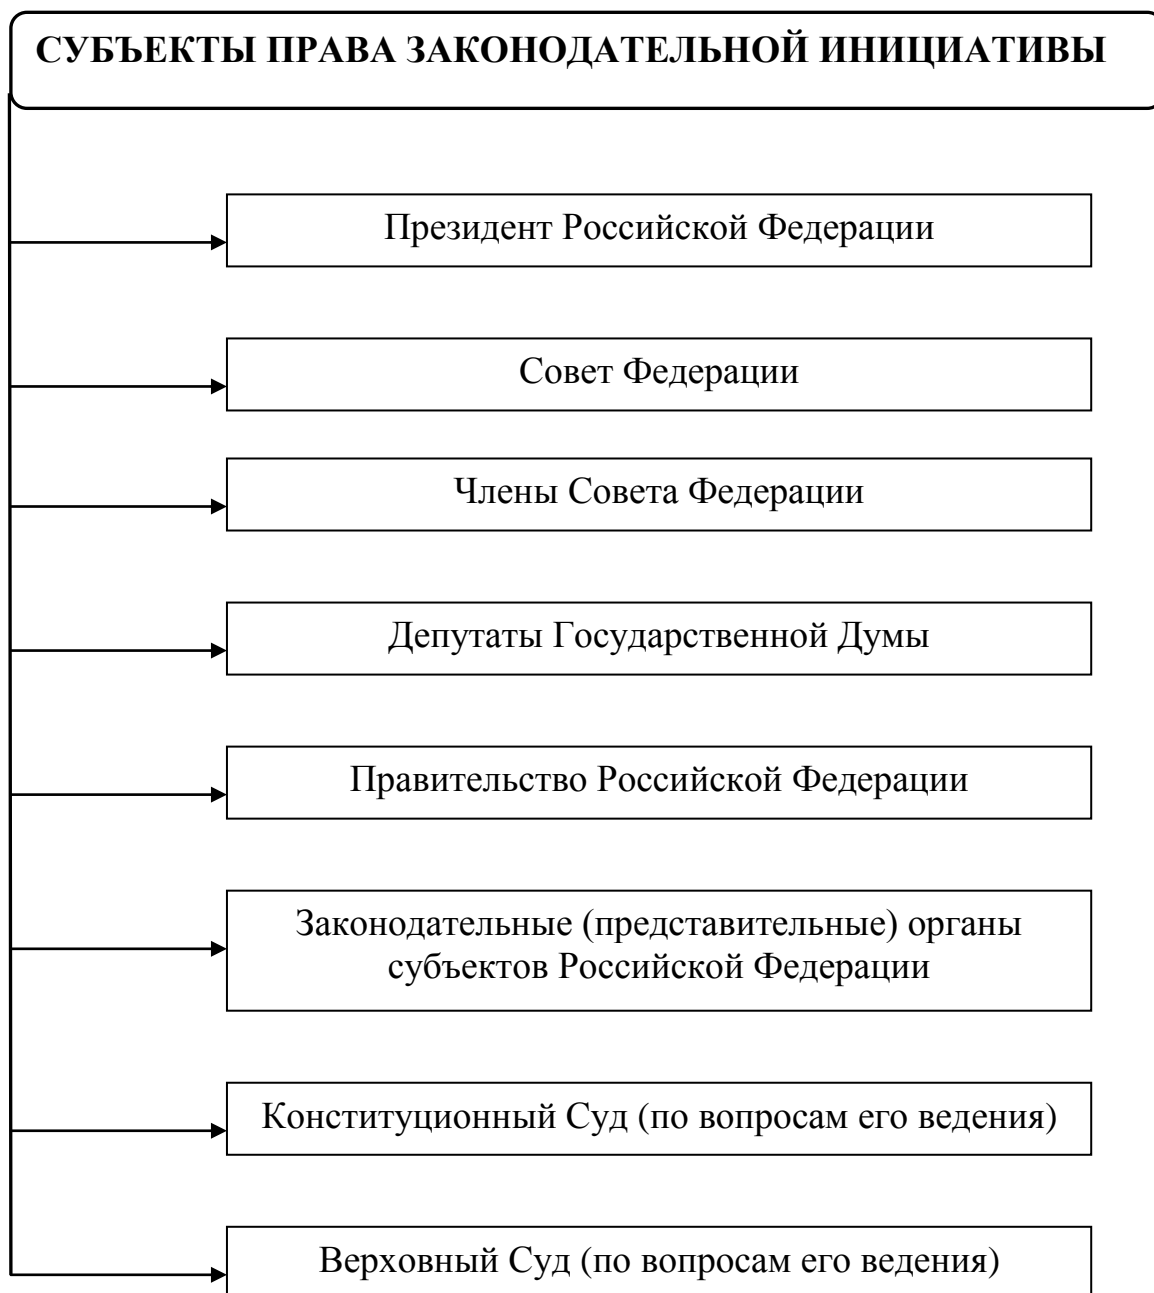 СУБЪЕКТЫ ПРАВА ЗАКОНОДАТЕЛЬНОЙ ИНИЦИАТИВЫ
Президент Российской Федерации
Совет Федерации
Члены Совета Федерации
Депутаты Государственной Думы
Правительство Российской Федерации
Законодательные (представительные) органы
субъектов Российской Федерации
Конституционный Суд (по вопросам его ведения)
Верховный Суд (по вопросам его ведения)